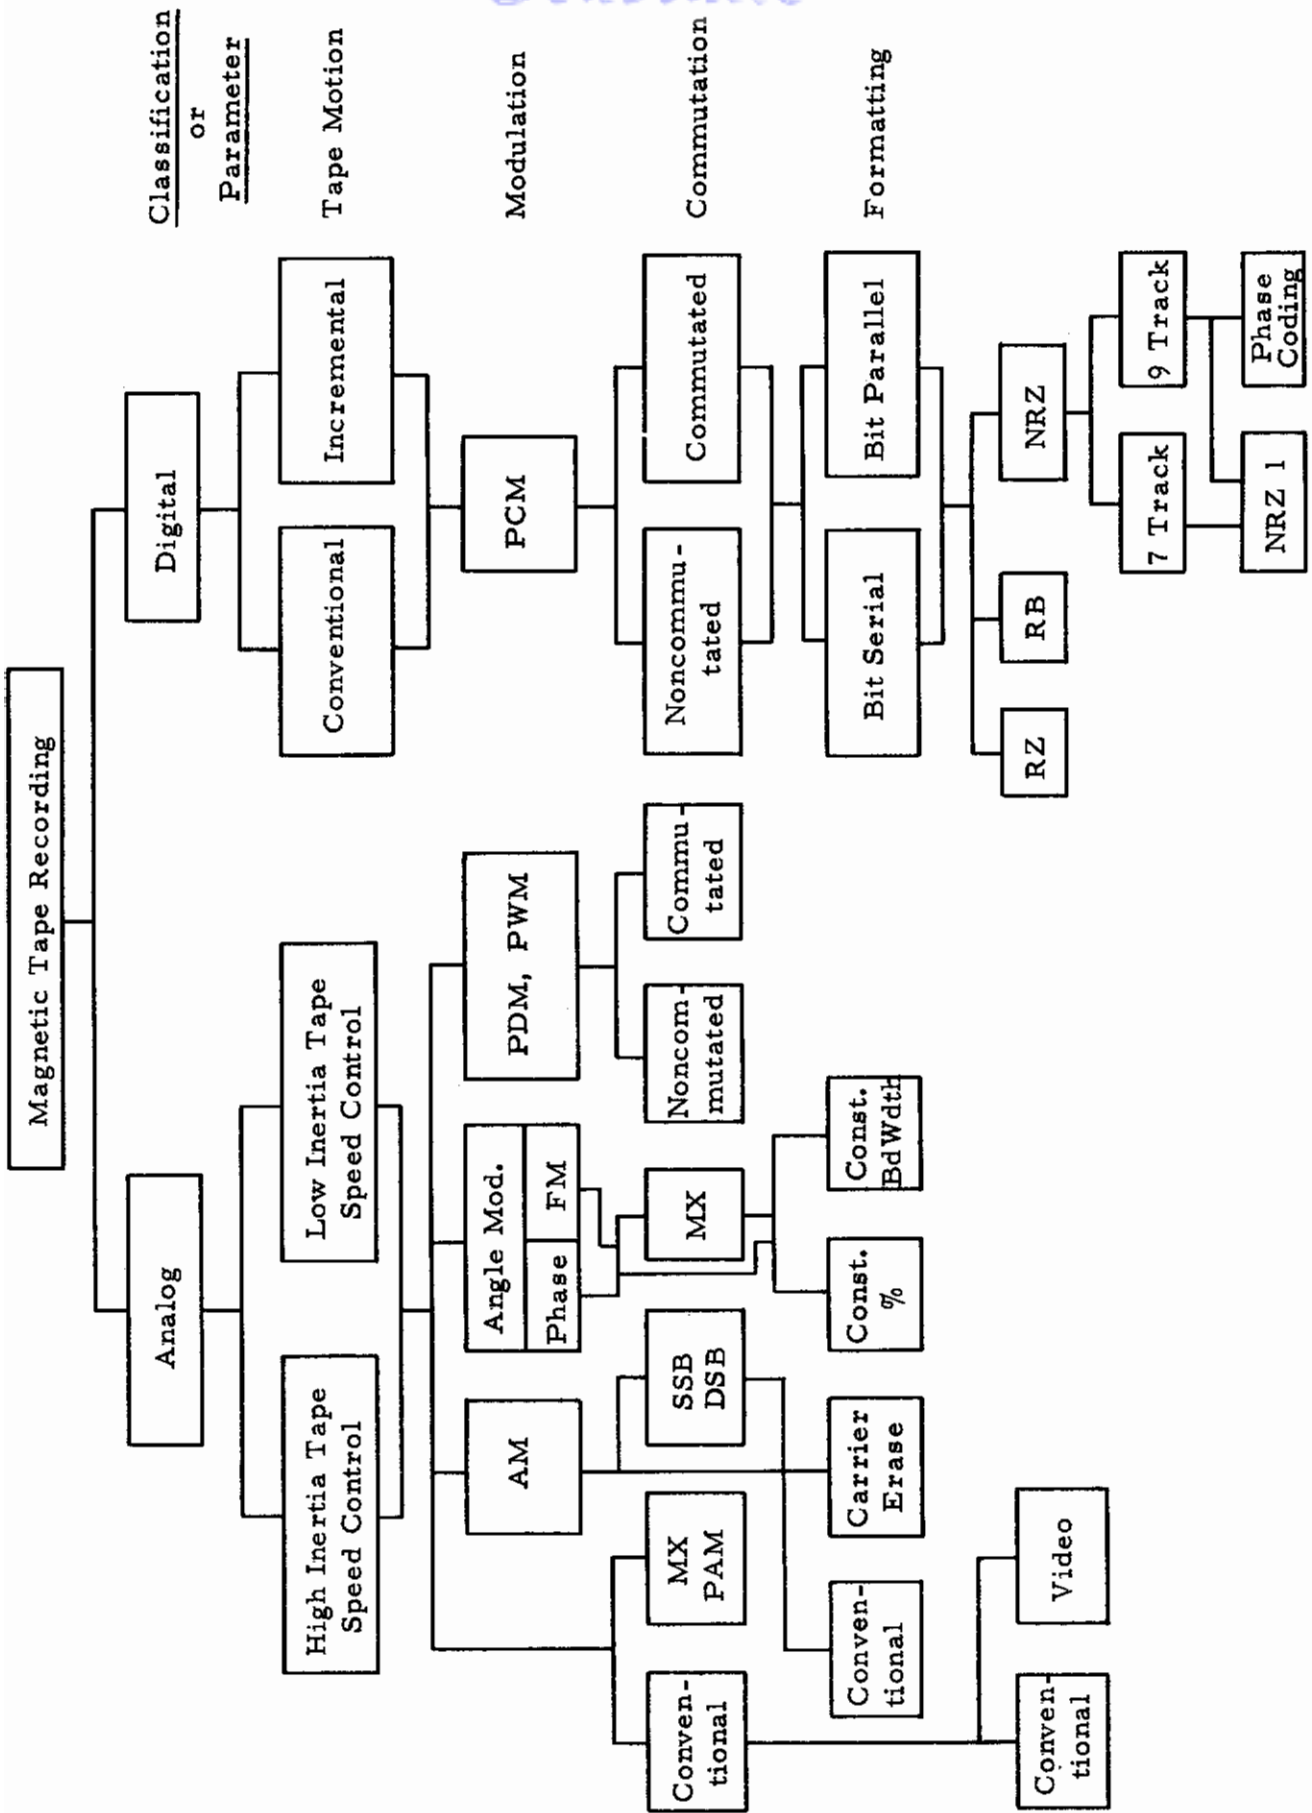 Magnetic Tape Recording
Classification
or
Parameter
Analog
Digital
Tape Motion
High Inertia Tape
Speed Control
Low Inertia Tape
Speed Control
Conventional
Incremental
Modulation
AM
Angle Mod.
Phase
FM
PDM, PWM
PCM
Commutation
Conven-
tional
MX
PAM
SSB
DSB
MX
Noncom-
mutated
Commu-
tated
Noncommu-
tated
Commutated
Formatting
Conven-
tional
Carrier
Erase
Const.
%
Const.
BdWdth
Bit Serial
Bit Parallel
Conven-
tional
Video
RZ
RB
NRZ
7 Track
9 Track
NRZ 1
Phase
Coding